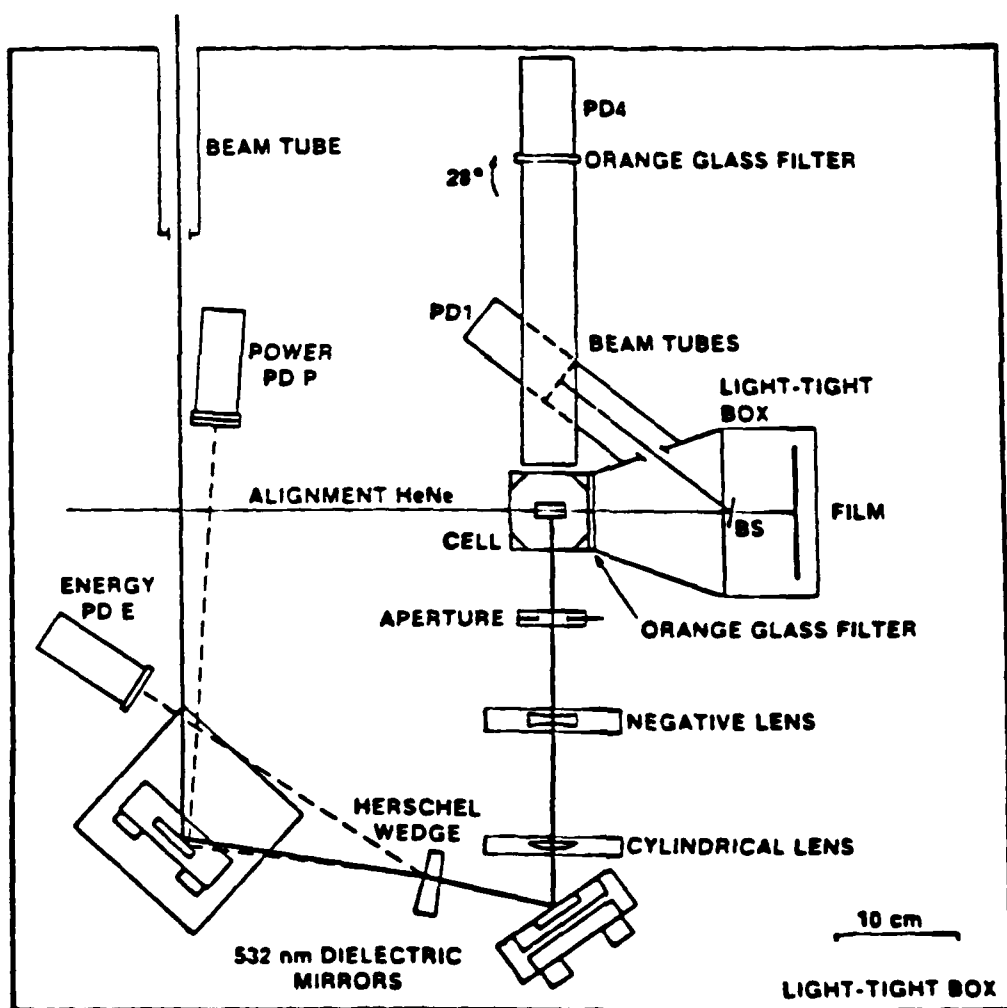 PD4
BEAM TUBE
ORANGE GLASS FILTER
28°
PD1
BEAM TUBES
POWER
PD P
LIGHT-TIGHT
BOX
ALIGNMENT HeNe
FILM
BS
CELL
ENERGY
PD E
APERTURE
ORANGE GLASS FILTER
NEGATIVE LENS
HERSCHEL
WEDGE
CYLINDRICAL LENS
10 cm
532 nm DIELECTRIC
MIRRORS
LIGHT-TIGHT BOX